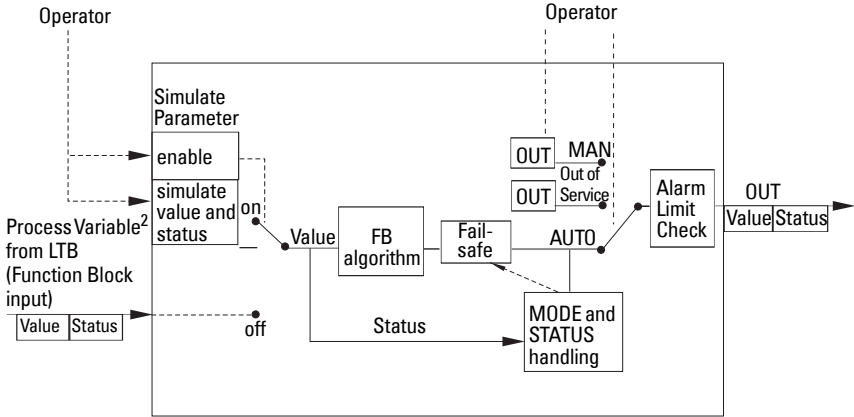 Operator
Operator
Simulate
Parameter
enable
simulate
value and
status
on
off
Process Variable2
from LTB
(Function Block
input)
Value Status
Value
FB
algorithm
Fail-
safe
Status
OUT MAN
Out of
Service
OUT
AUTO
MODE and
STATUS
handling
Alarm
Limit
Check
OUT
Value Status